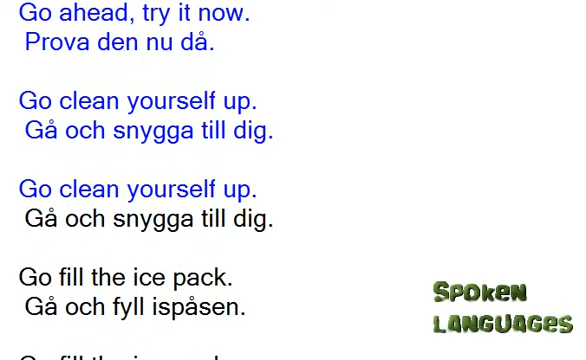 Go ahead, try it now.
Prova den nu då.
Go clean yourself up.
Gå och snygga till dig.
Go clean yourself up.
Gå och snygga till dig.
Go fill the ice pack.
Gå och fyll ispåsen.
Spoken
Languages